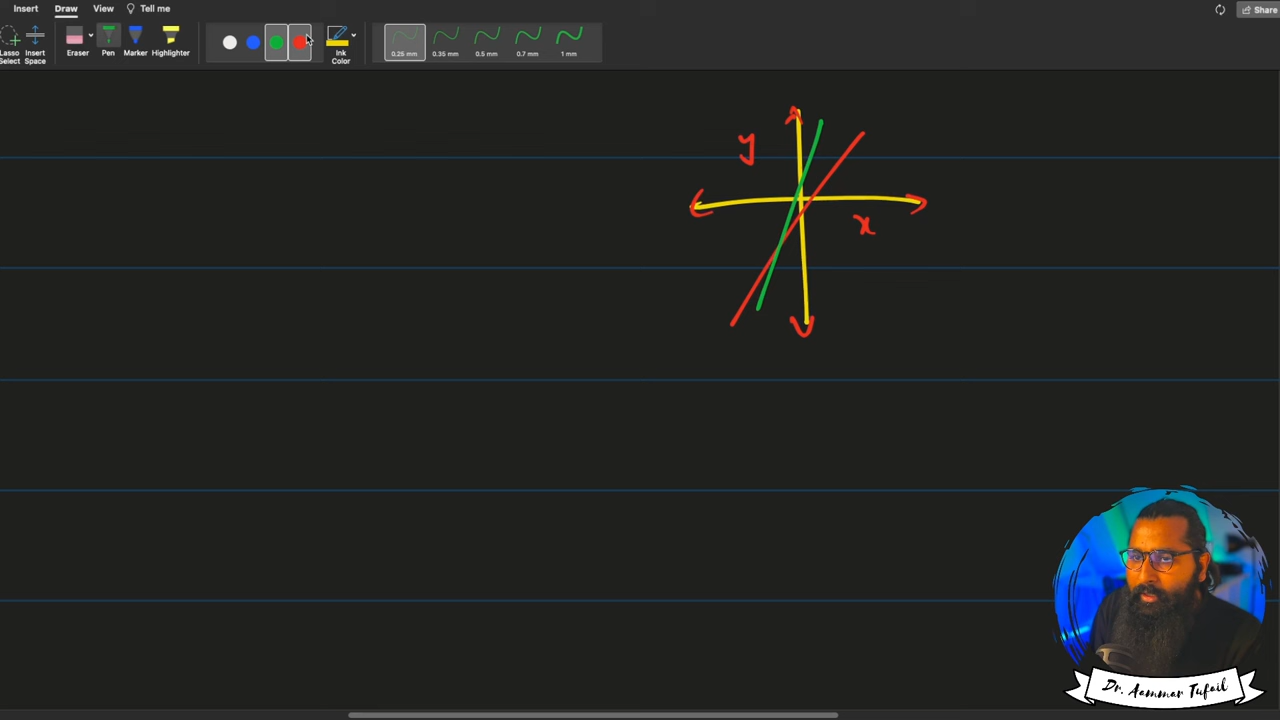 Insert Draw View Tell me Share
Lasso Select
Insert Space
Eraser
Pen
Marker
Highlighter
Ink Color
0.25 mm
0.35 mm
0.5 mm
0.7 mm
1 mm
y
x
Dr. Aammar Tufail